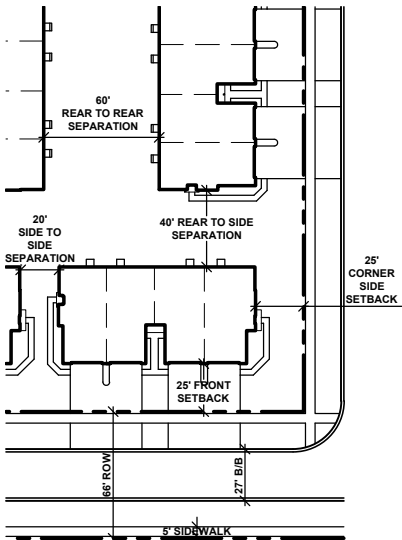 60'
REAR TO REAR
SEPARATION
20'
SIDE TO
SIDE
SEPARATION
40' REAR TO SIDE
SEPARATION
25'
CORNER
SIDE
SETBACK
25' FRONT
SETBACK
66' ROW
27' B/B
5' SIDEWALK